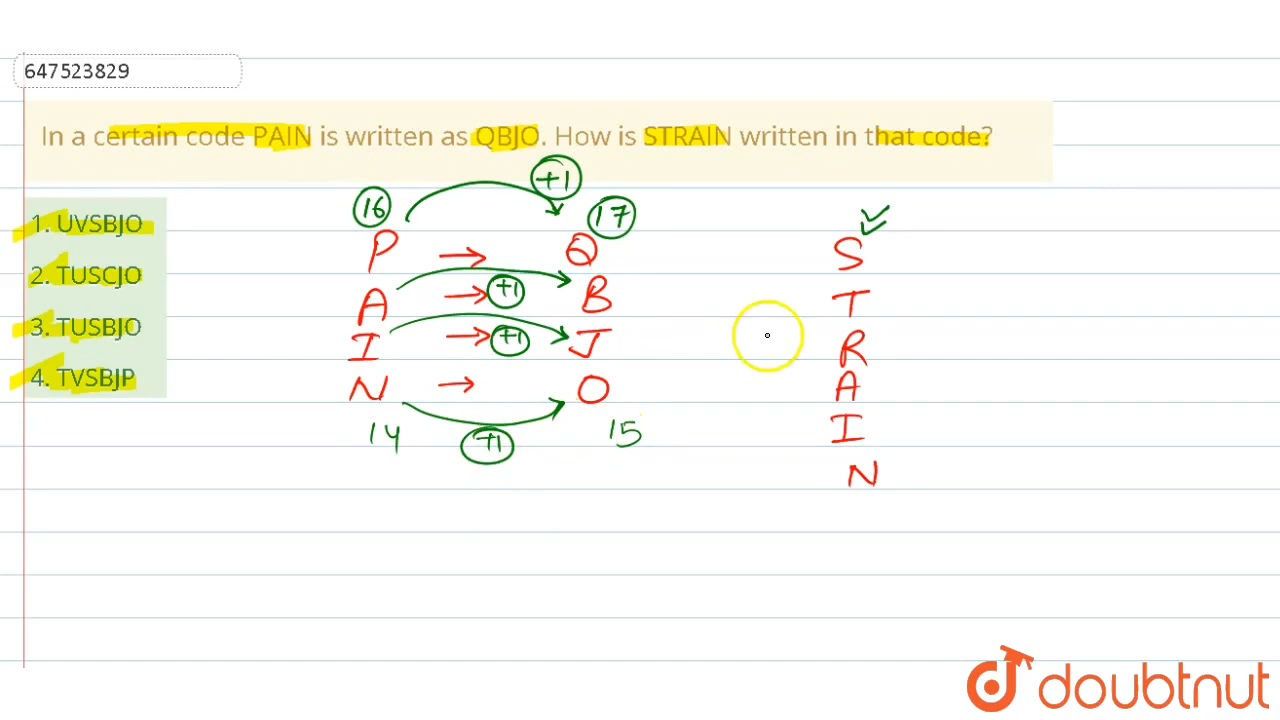 647523829
In a certain code PAIN is written as QBJO. How is STRAIN written in that code?
1. UVSBJO
2. TUSCJO
3. TUSBJO
4. TVSBJP
+1
16 17
P → Q S
A → +1 B T
I → +1 J R
A
N → O
I
14 +1 15
N
doubtnut